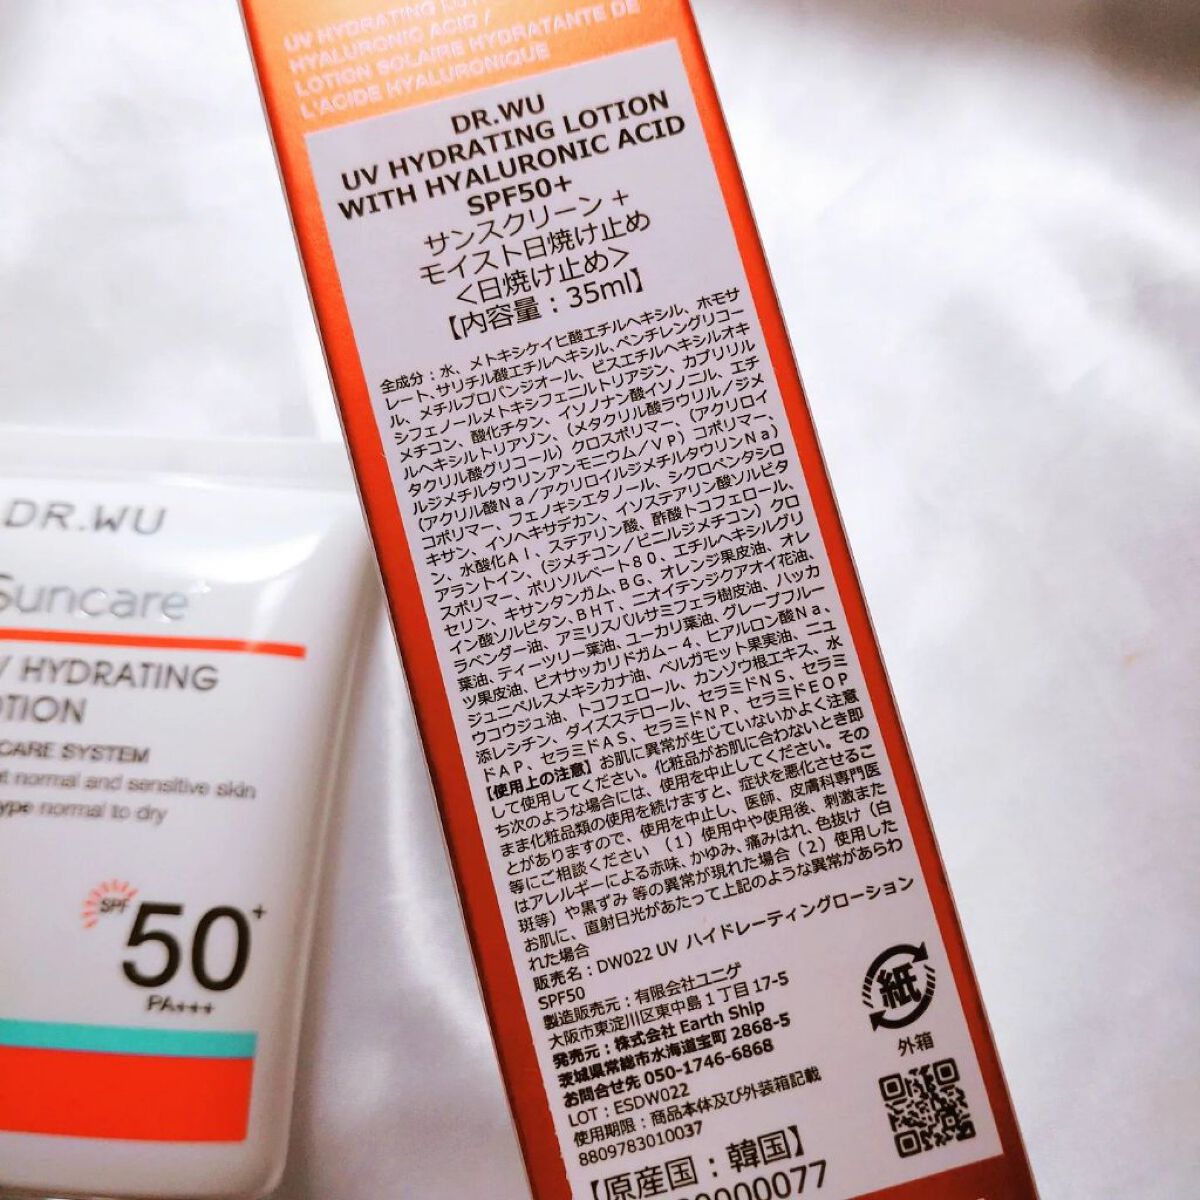 UV HYDRATING LOTION
HYALURONIC ACID /
LOTION SOLAIRE HYDRATANTE DE
L'ACIDE HYALURONIQUE
DR.WU
UV HYDRATING LOTION
WITH HYALURONIC ACID
SPF50+
サンスクリーン +
モイスト日焼け止め
<日焼け止め>
【内容量：35ml】
全成分：水、メトキシケイヒ酸エチルヘキシル、ホモサ
レート、サリチル酸エチルヘキシル、ペンチレングリコー
ル、メチルプロパンジオール、ビスエチルヘキシルオキ
シフェノールメトキシフェニルトリアジン、カプリリル
メチコン、酸化チタン、イソノナン酸イソノニル、エチ
ルヘキシルトリアゾン、（メタクリル酸ラウリル／ジメ
タクリル酸グリコール）クロスポリマー、（アクリロイ
ルジメチルタウリンアンモニウム／VP）コポリマー、
（アクリル酸Na／アクリロイルジメチルタウリンNa）
コポリマー、フェノキシエタノール、シクロペンタシロ
キサン、イソヘキサデカン、イソステアリン酸ソルビタ
ン、水酸化Al、ステアリン酸、酢酸トコフェロール、
アラントイン、（ジメチコン／ビニルジメチコン）クロ
スポリマー、ポリソルベート80、エチルヘキシルグリ
セリン、キサンタンガム、BG、オレンジ果皮油、オレ
イン酸ソルビタン、BHT、ニオイテンジクアオイ花油、
ラベンダー油、アミリスバルサミフェラ樹皮油、ハッカ
葉油、ティーツリー葉油、ユーカリ葉油、グレープフルー
ツ果皮油、ビオサッカリドガム－4、ヒアルロン酸Na、
ジュニペルスメキシカナ油、ベルガモット果実油、ニュ
ウコウジュ油、トコフェロール、カンゾウ根エキス、水
添レシチン、ダイズステロール、セラミドNS、セラミ
ドAP、セラミドAS、セラミドNP、セラミドEOP
【使用上の注意】お肌に異常が生じていないかよく注意
して使用してください。化粧品がお肌に合わないとき即
ち次のような場合には、使用を中止してください。その
まま化粧品類の使用を続けますと、症状を悪化させるこ
とがありますので、使用を中止し、医師、皮膚科専門医
等にご相談ください（1）使用中や使用後、刺激また
はアレルギーによる赤味、かゆみ、痛みはれ、色抜け（白
斑等）や黒ずみ 等の異常が現れた場合（2）使用した
お肌に、直射日光があたって上記のような異常があらわ
れた場合
販売名：DW022 UV ハイドレーティングローション
SPF50
製造販売元：有限会社ユニゲ
大阪市東淀川区東中島1丁目17-5
発売元：株式会社 Earth Ship
茨城県常総市水海道宝町 2868-5
お問合せ先 050-1746-6868
LOT：ESDW022
使用期限：商品本体及び外装箱記載
8809783010037
【原産国：韓国】
0000077
紙
外箱
DR.WU
Suncare
HYDRATING
CARE SYSTEM
normal and sensitive skin
type normal to dry
SPF
50+
PA+++